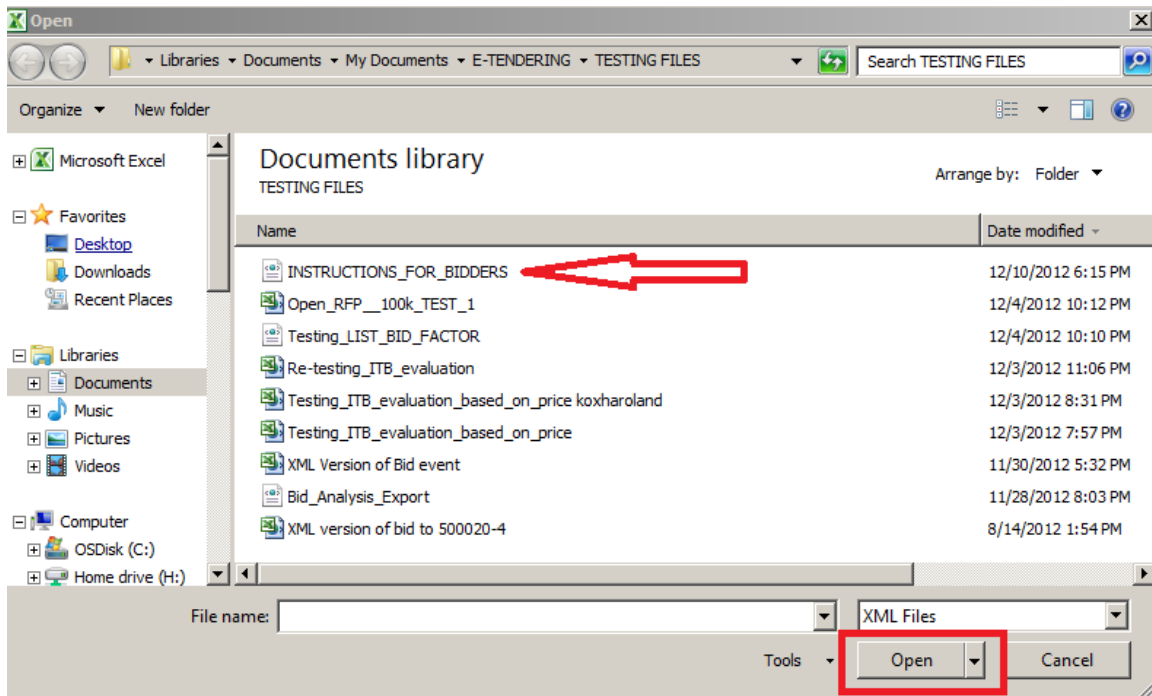 Open
Libraries Documents My Documents E-TENDERING TESTING FILES
Search TESTING FILES
Organize New folder
Microsoft Excel
Favorites
Desktop
Downloads
Recent Places
Libraries
Documents
Music
Pictures
Videos
Computer
OSDisk (C:)
Home drive (H:)
Documents library
TESTING FILES
Arrange by: Folder
Name Date modified
INSTRUCTIONS_FOR_BIDDERS 12/10/2012 6:15 PM
Open_RFP__100k_TEST_1 12/4/2012 10:12 PM
Testing_LIST_BID_FACTOR 12/4/2012 10:10 PM
Re-testing_ITB_evaluation 12/3/2012 11:06 PM
Testing_ITB_evaluation_based_on_price koxharoland 12/3/2012 8:31 PM
Testing_ITB_evaluation_based_on_price 12/3/2012 7:57 PM
XML Version of Bid event 11/30/2012 5:32 PM
Bid_Analysis_Export 11/28/2012 8:03 PM
XML version of bid to 500020-4 8/14/2012 1:54 PM
File name:
XML Files
Tools Open Cancel